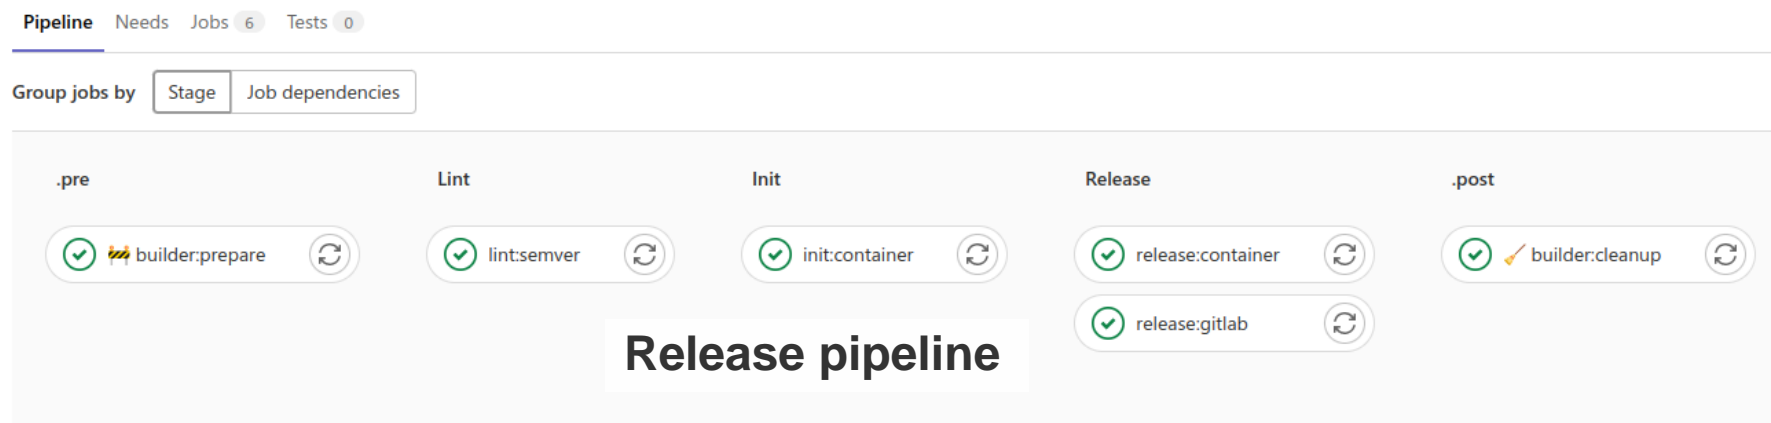 Pipeline Needs Jobs 6 Tests 0
Group jobs by Stage Job dependencies
.pre Lint Init Release .post
🚧 builder:prepare lint:semver init:container release:container 🧹 builder:cleanup
release:gitlab
Release pipeline